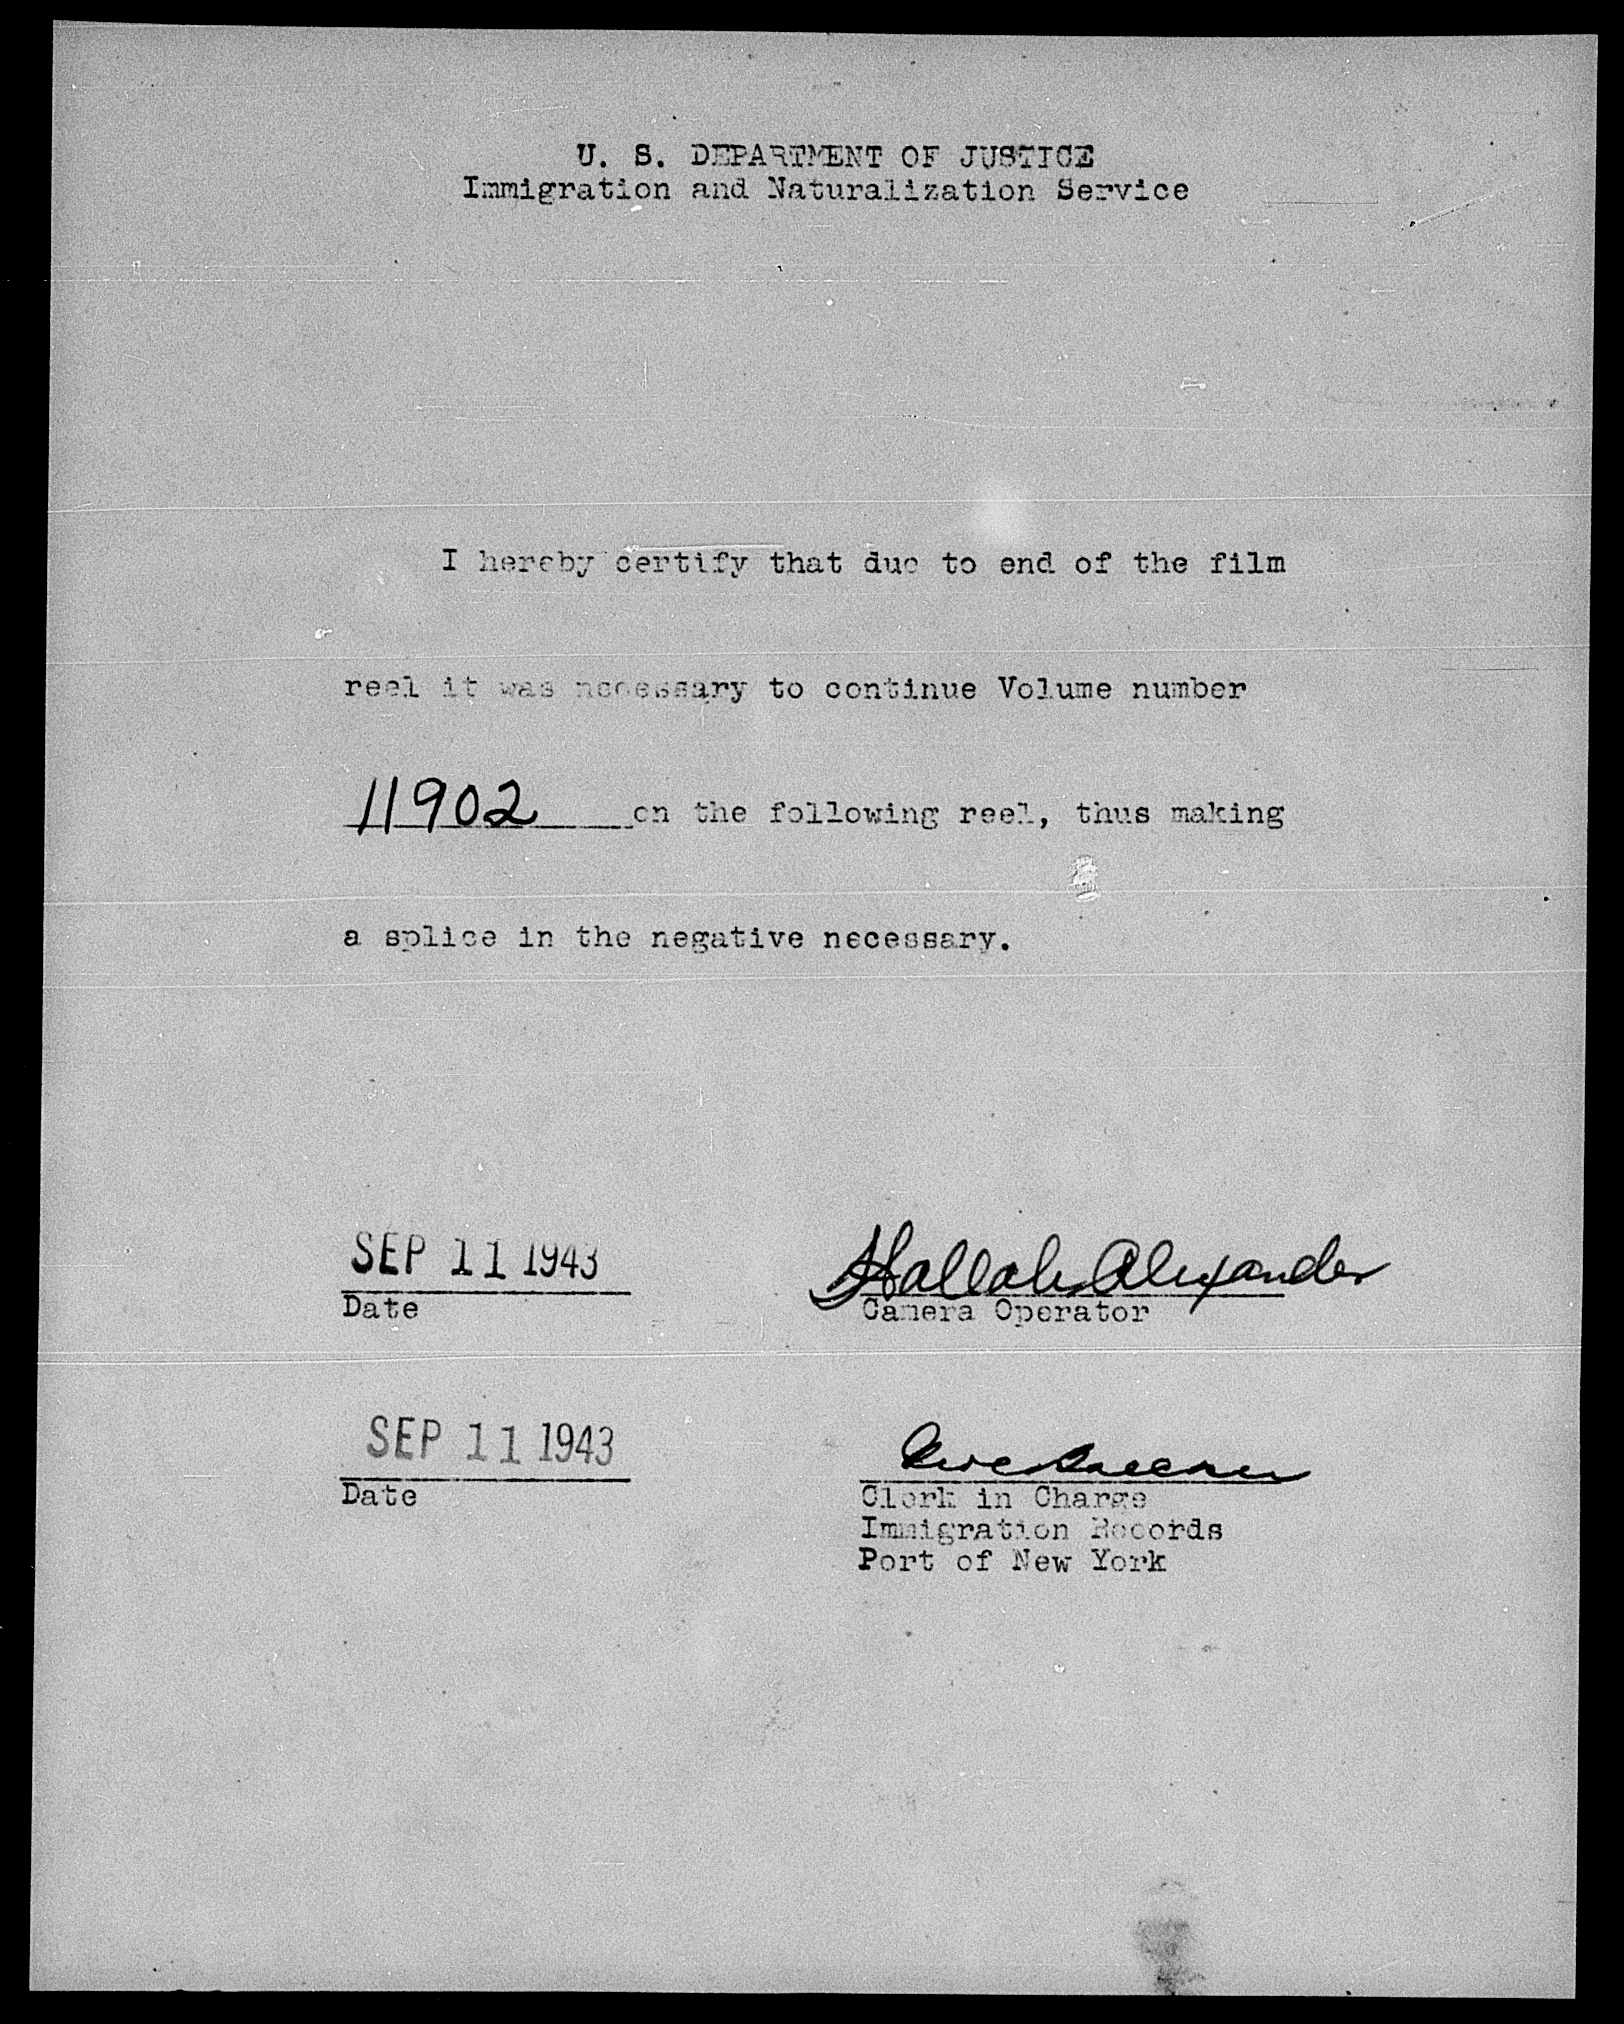 U. S. DEPARTMENT OF JUSTICE
Immigration and Naturalization Service
I hereby certify that due to end of the film
reel it was necessary to continue Volume number
11902 on the following reel, thus making
a splice in the negative necessary.
SEP 11 1943
Alexander
Date
Camera Operator
SEP 11 1943
Date
Clerk in Charge
Immigration Records
Port of New York